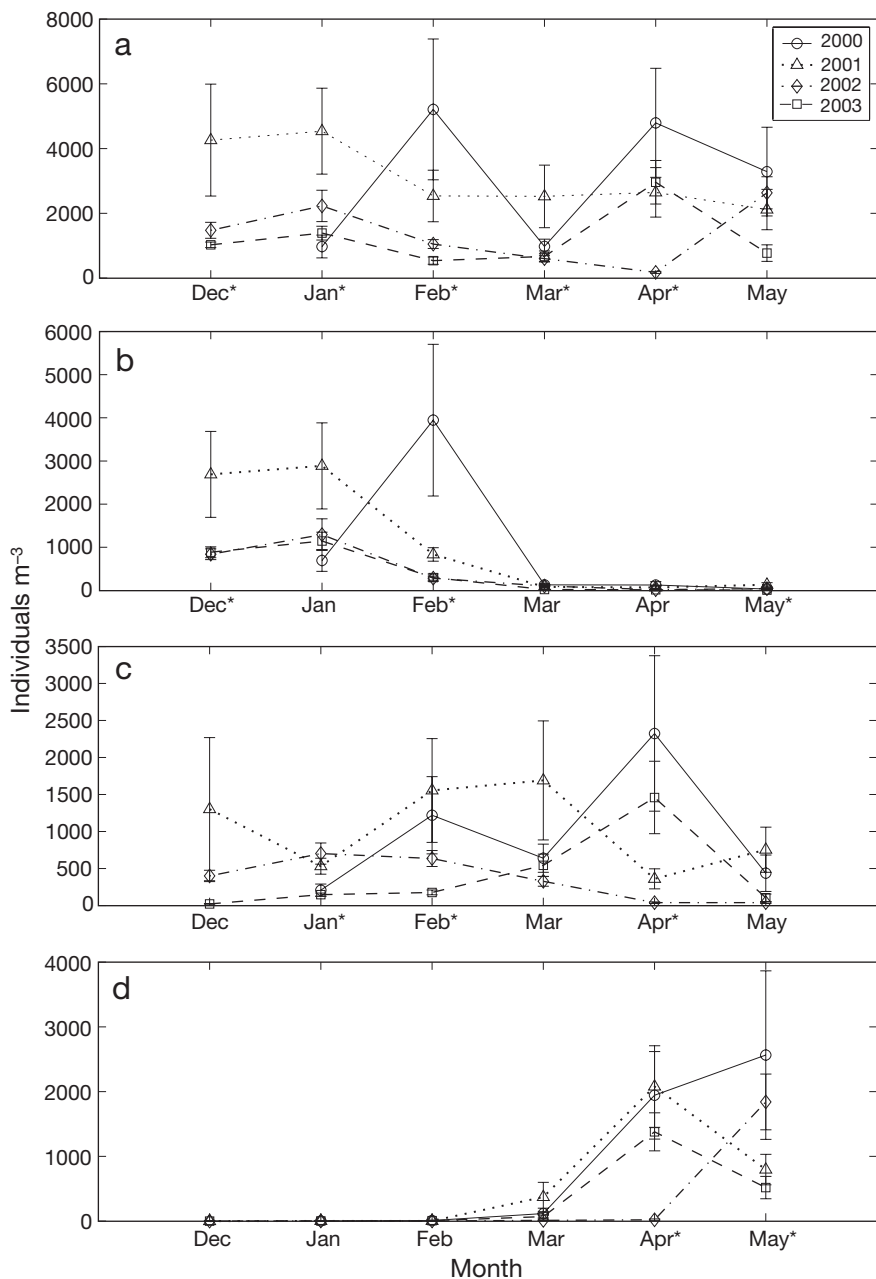 a
8000
6000
4000
2000
0
Dec* Jan* Feb* Mar* Apr* May
2000
2001
2002
2003
b
6000
5000
4000
3000
2000
1000
0
Dec* Jan Feb* Mar Apr May*
Individuals m⁻³
c
3500
3000
2500
2000
1500
1000
500
0
Dec Jan* Feb* Mar Apr* May
d
4000
3000
2000
1000
0
Dec Jan Feb Mar Apr* May*
Month